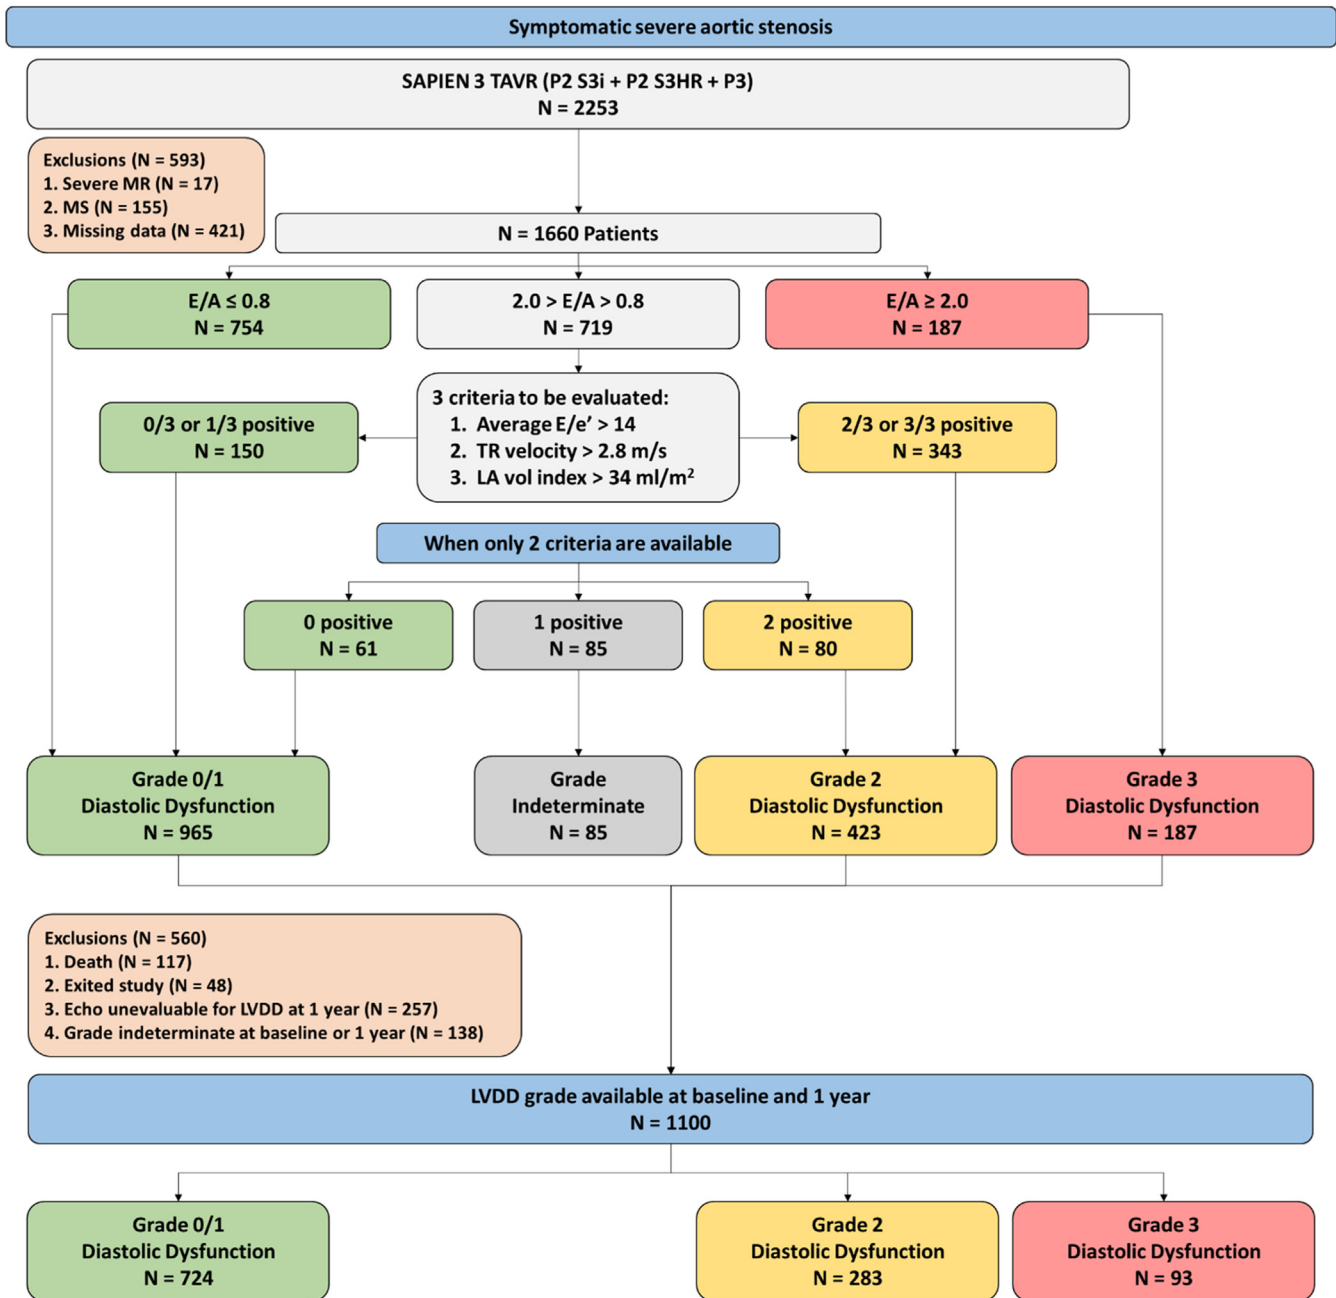 Symptomatic severe aortic stenosis
SAPIEN 3 TAVR (P2 S3i + P2 S3HR + P3)
N = 2253
Exclusions (N = 593)
1. Severe MR (N = 17)
2. MS (N = 155)
3. Missing data (N = 421)
N = 1660 Patients
E/A ≤ 0.8
N = 754
2.0 > E/A > 0.8
N = 719
E/A ≥ 2.0
N = 187
3 criteria to be evaluated:
1. Average E/e’ > 14
2. TR velocity > 2.8 m/s
3. LA vol index > 34 ml/m²
0/3 or 1/3 positive
N = 150
2/3 or 3/3 positive
N = 343
When only 2 criteria are available
0 positive
N = 61
1 positive
N = 85
2 positive
N = 80
Grade 0/1
Diastolic Dysfunction
N = 965
Grade
Indeterminate
N = 85
Grade 2
Diastolic Dysfunction
N = 423
Grade 3
Diastolic Dysfunction
N = 187
Exclusions (N = 560)
1. Death (N = 117)
2. Exited study (N = 48)
3. Echo unevaluable for LVDD at 1 year (N = 257)
4. Grade indeterminate at baseline or 1 year (N = 138)
LVDD grade available at baseline and 1 year
N = 1100
Grade 0/1
Diastolic Dysfunction
N = 724
Grade 2
Diastolic Dysfunction
N = 283
Grade 3
Diastolic Dysfunction
N = 93